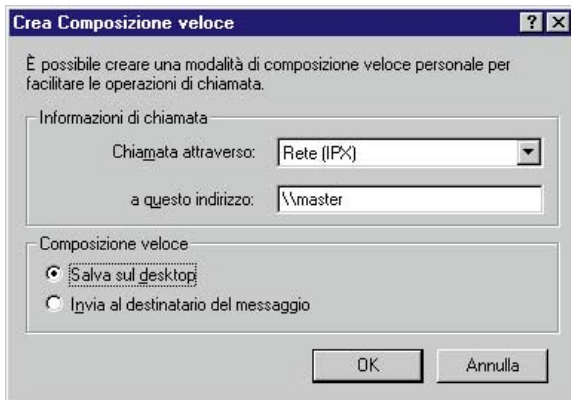 Crea Composizione veloce
È possibile creare una modalità di composizione veloce personale per
facilitare le operazioni di chiamata.
Informazioni di chiamata
Chiamata attraverso: Rete (IPX)
a questo indirizzo: \\master
Composizione veloce
Salva sul desktop
Invia al destinatario del messaggio
OK Annulla